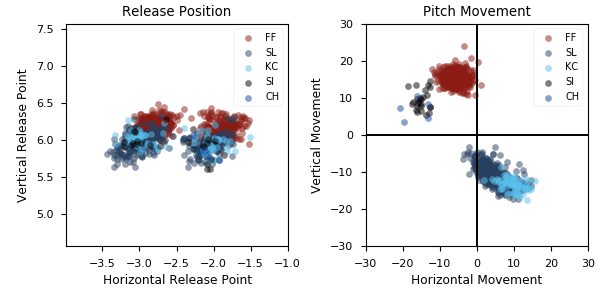 Release Position
Vertical Release Point
7.5
7.0
6.5
6.0
5.5
5.0
−3.5 −3.0 −2.5 −2.0 −1.5 −1.0
Horizontal Release Point
FF
SL
KC
SI
CH
Pitch Movement
Vertical Movement
30
20
10
0
−10
−20
−30
−30 −20 −10 0 10 20 30
Horizontal Movement
FF
SL
KC
SI
CH